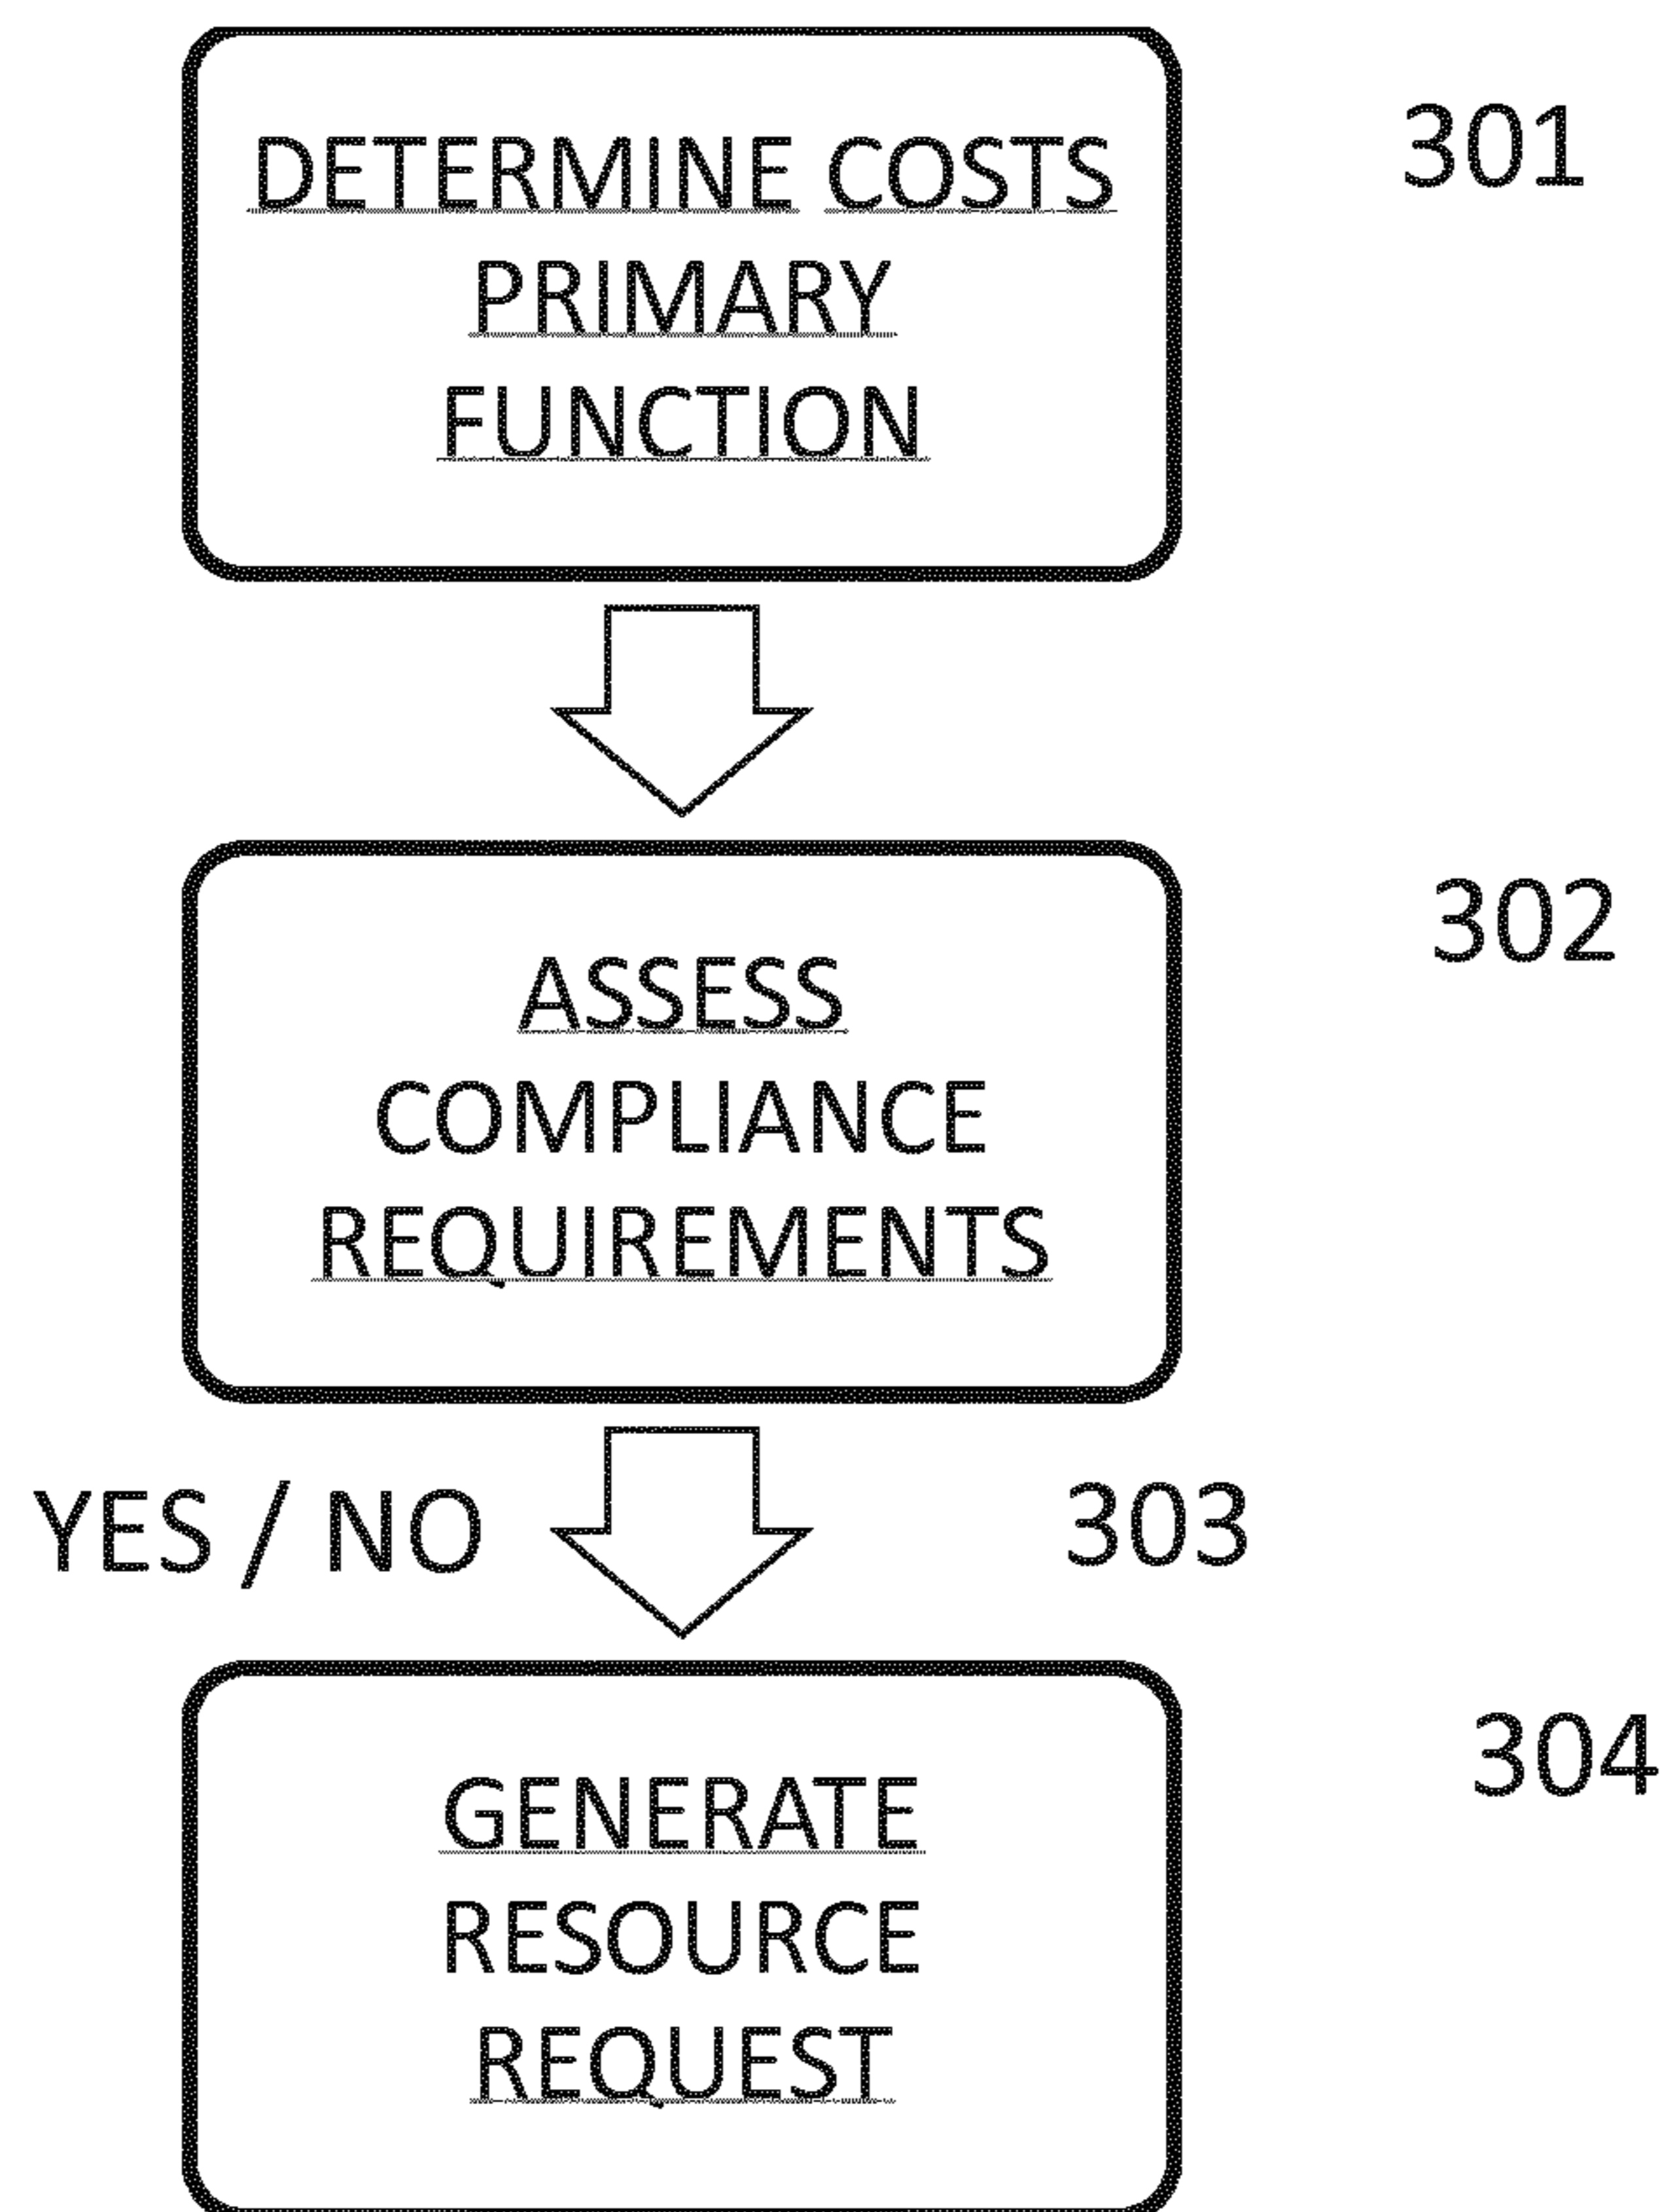 DETERMINE COSTS
PRIMARY
FUNCTION
301
ASSESS
COMPLIANCE
REQUIREMENTS
302
YES / NO
303
GENERATE
RESOURCE
REQUEST
304